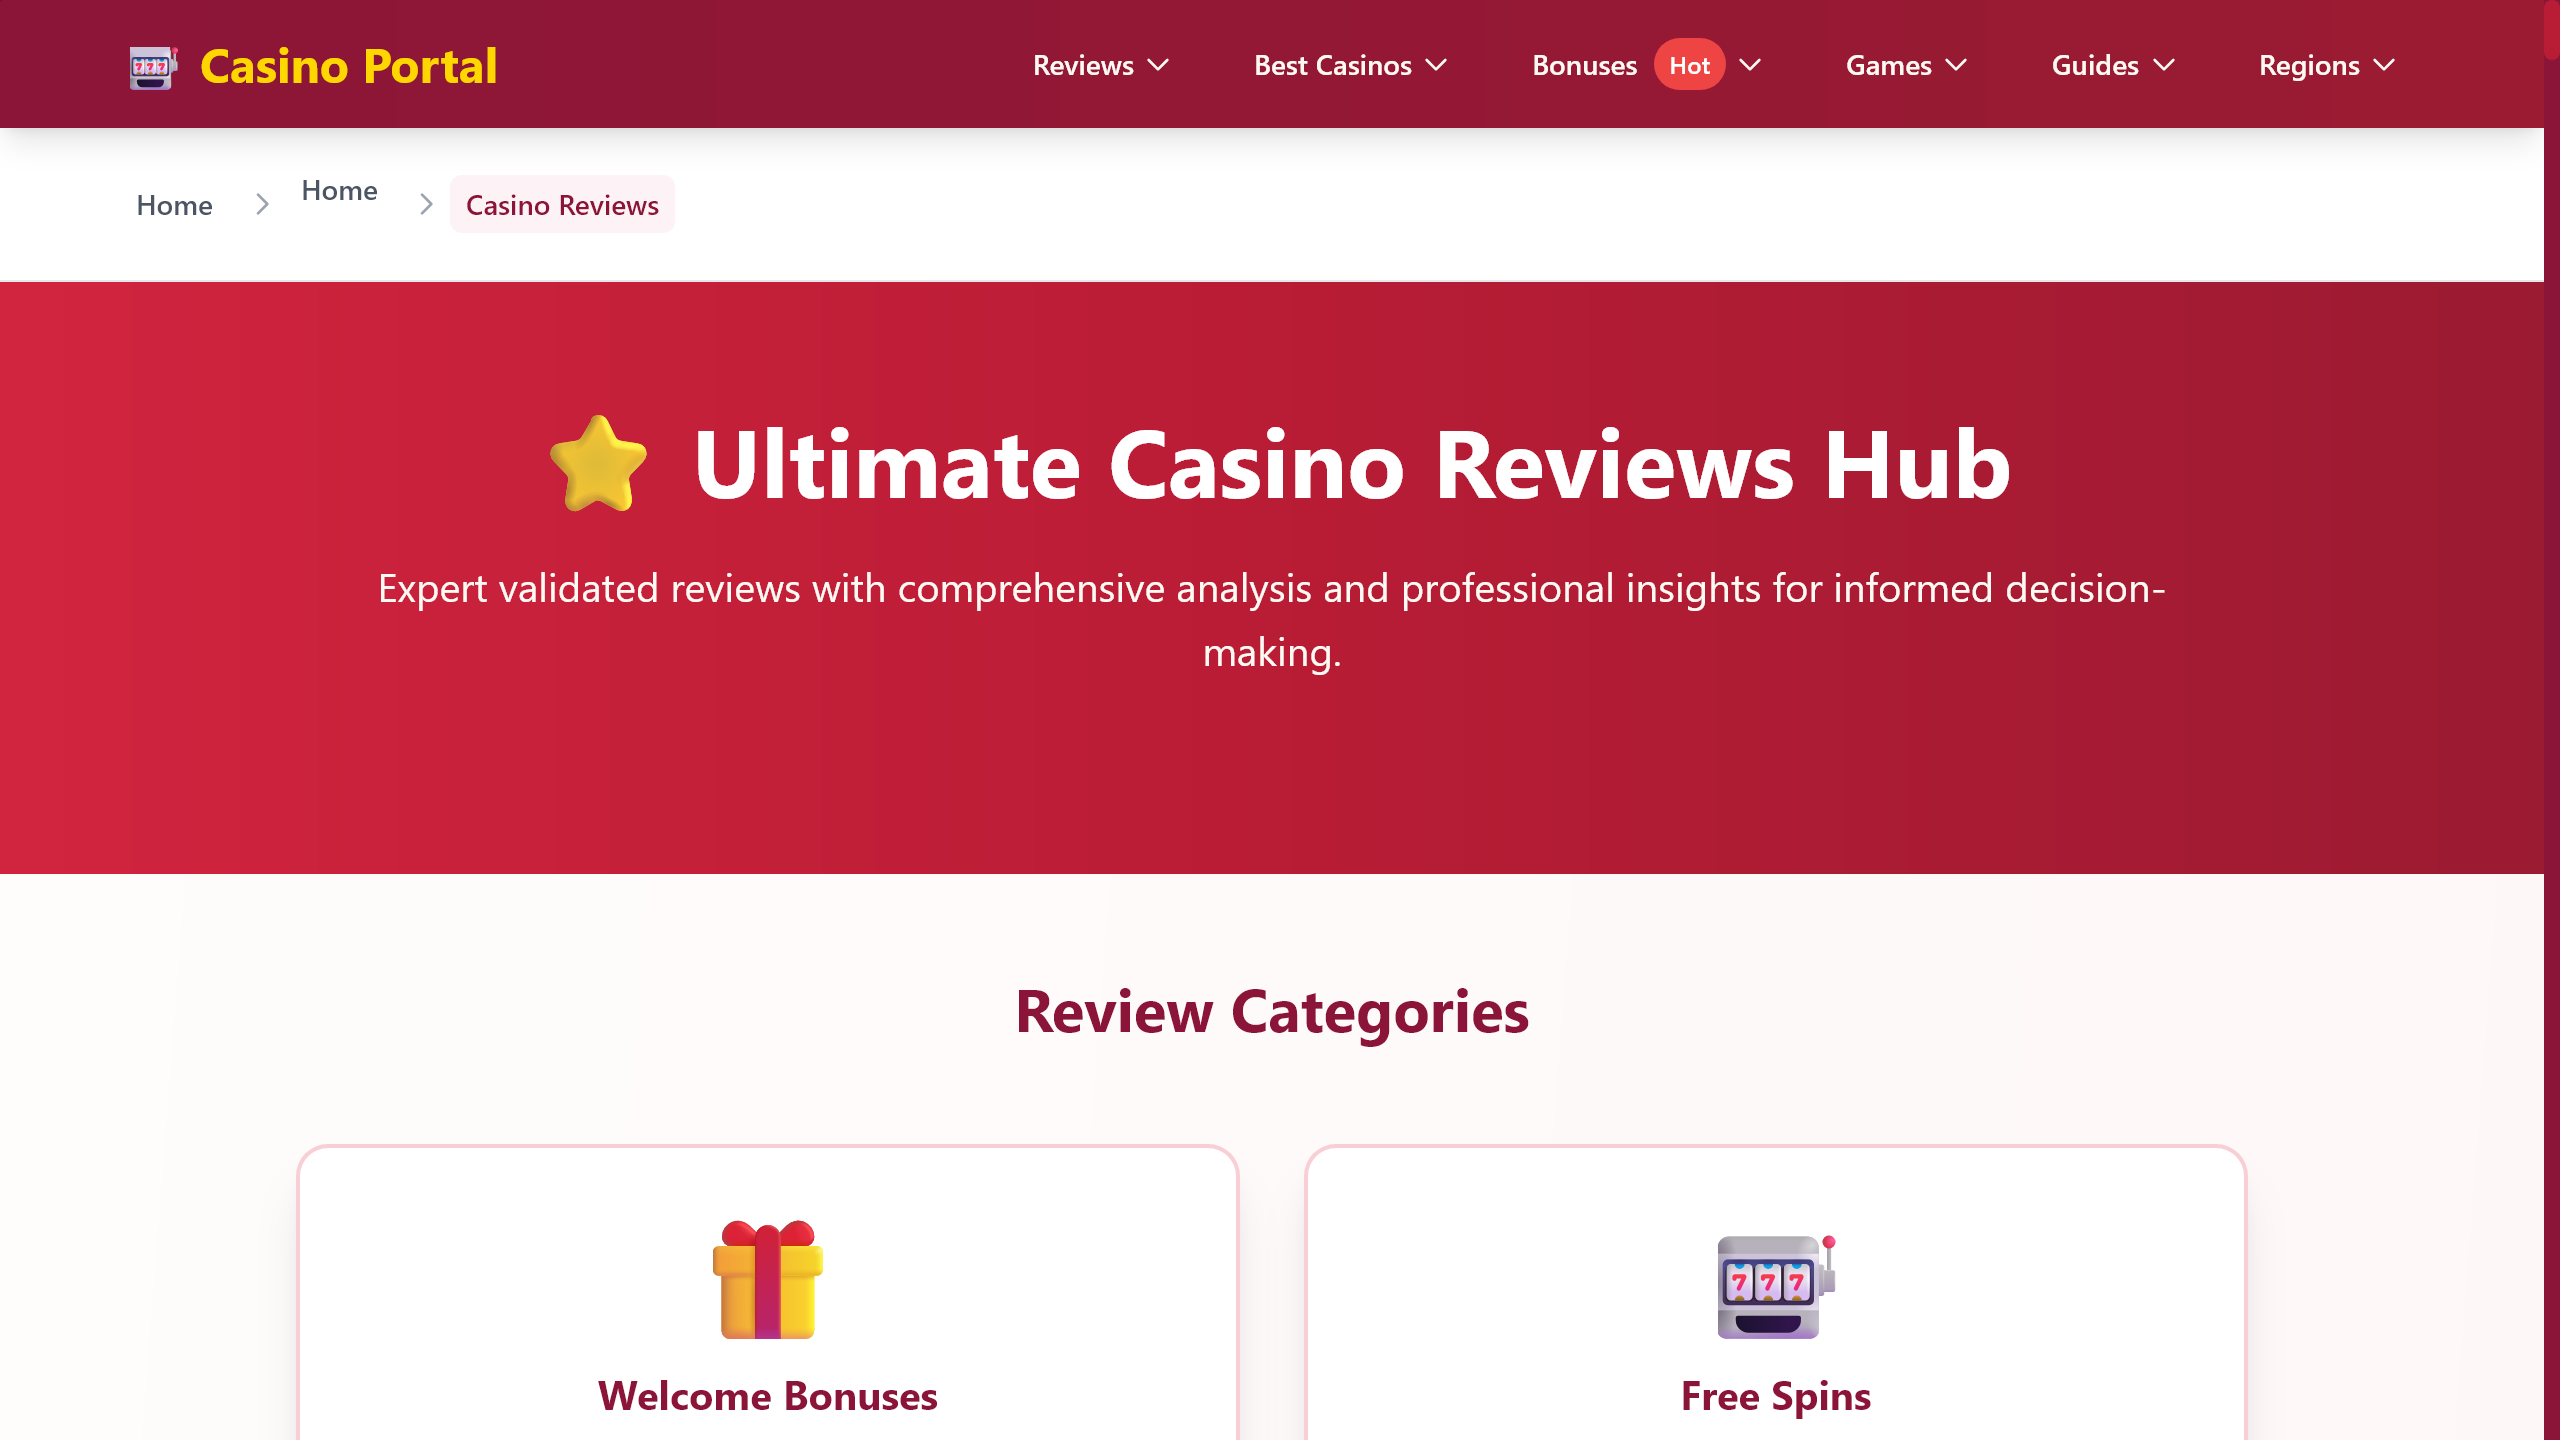 Casino Portal
Reviews
Best Casinos
Bonuses Hot
Games
Guides
Regions
Home
Home
Casino Reviews
Ultimate Casino Reviews Hub
Expert validated reviews with comprehensive analysis and professional insights for informed decision-
making.
Review Categories
777
Welcome Bonuses
Free Spins